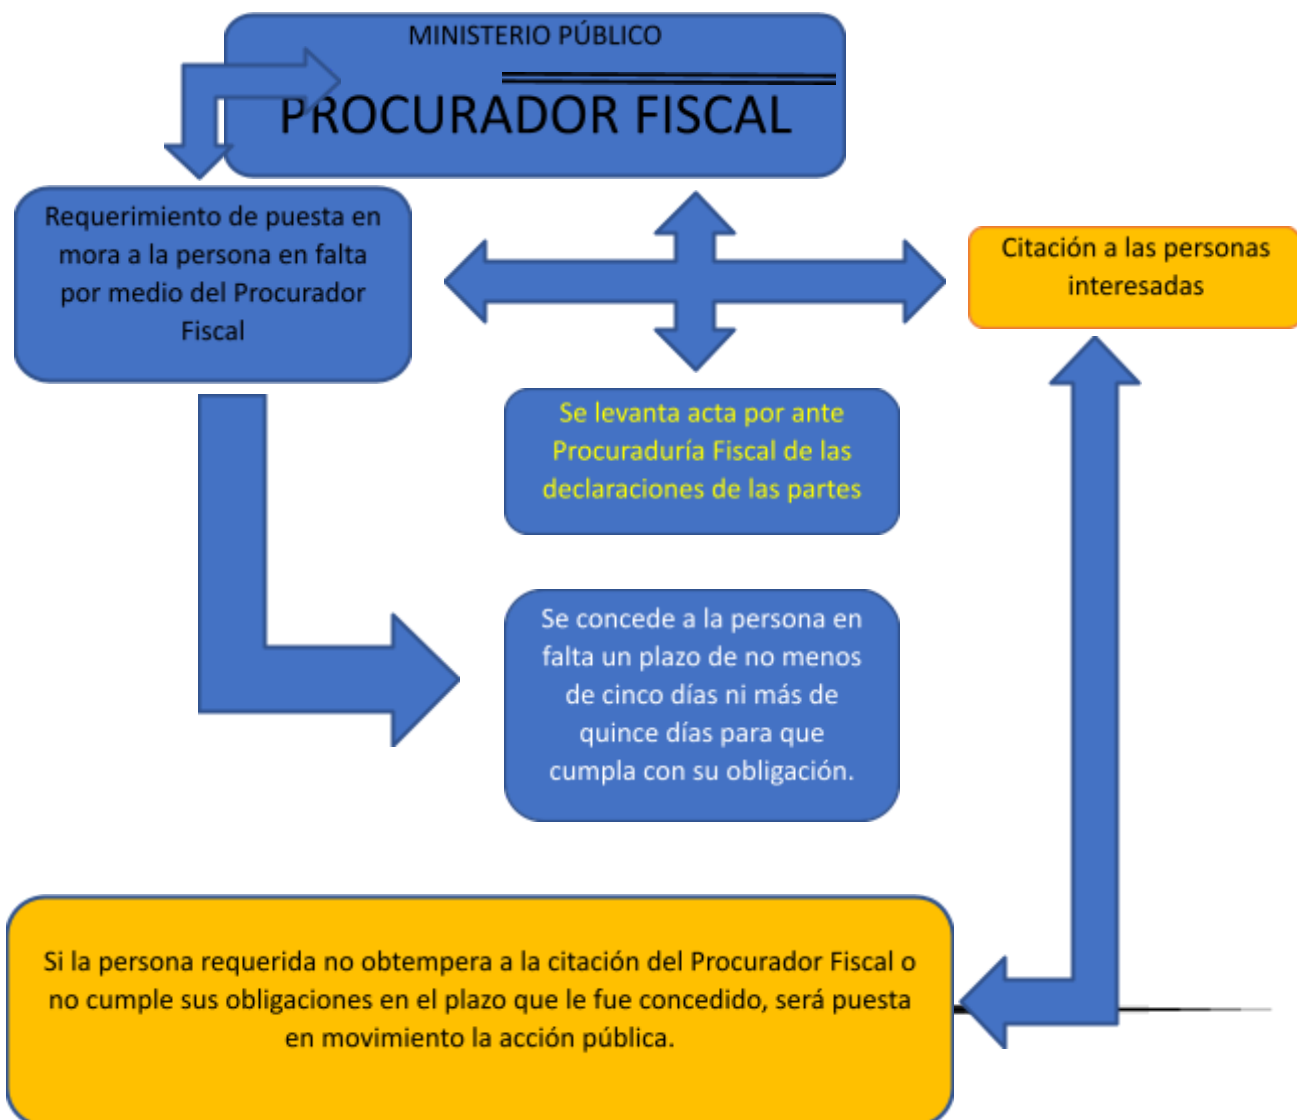 MINISTERIO PÚBLICO
PROCURADOR FISCAL
Requerimiento de puesta en
mora a la persona en falta
por medio del Procurador
Fiscal
Citación a las personas
interesadas
Se levanta acta por ante
Procuraduría Fiscal de las
declaraciones de las partes
Se concede a la persona en
falta un plazo de no menos
de cinco días ni más de
quince días para que
cumpla con su obligación.
Si la persona requerida no obtempera a la citación del Procurador Fiscal o
no cumple sus obligaciones en el plazo que le fue concedido, será puesta
en movimiento la acción pública.